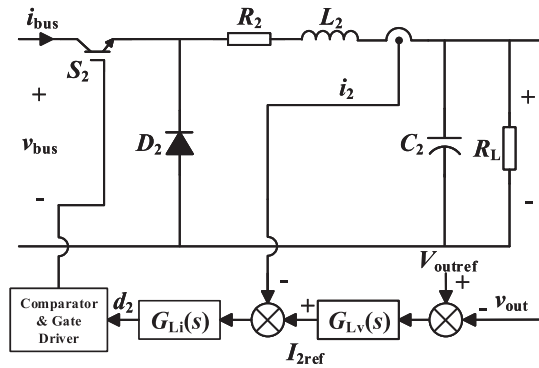 i_bus
R_2
L_2
S_2
i_2
+
+
v_bus
D_2
C_2
R_L
-
-
V_outref
-
+
Comparator
& Gate
Driver
d_2
G_Li(s)
+
G_Lv(s)
-
v_out
I_2ref